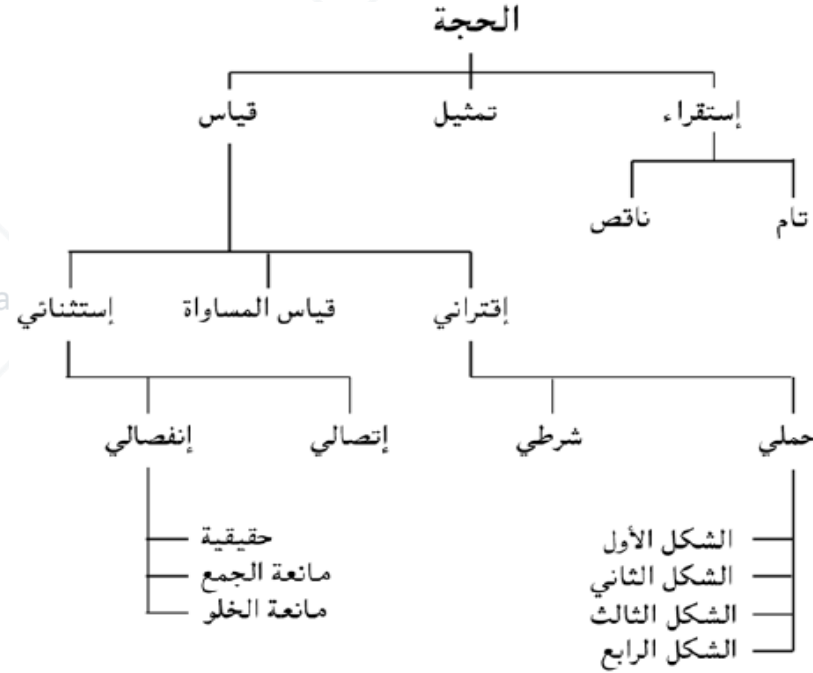 الحجة
إستقراء تمثيل قياس
تام ناقص
إقتراني قياس المساواة إستثنائي
حملي شرطي إتصالي إنفصالي
الشكل الأول حقيقية
الشكل الثاني مانعة الجمع
الشكل الثالث مانعة الخلو
الشكل الرابع